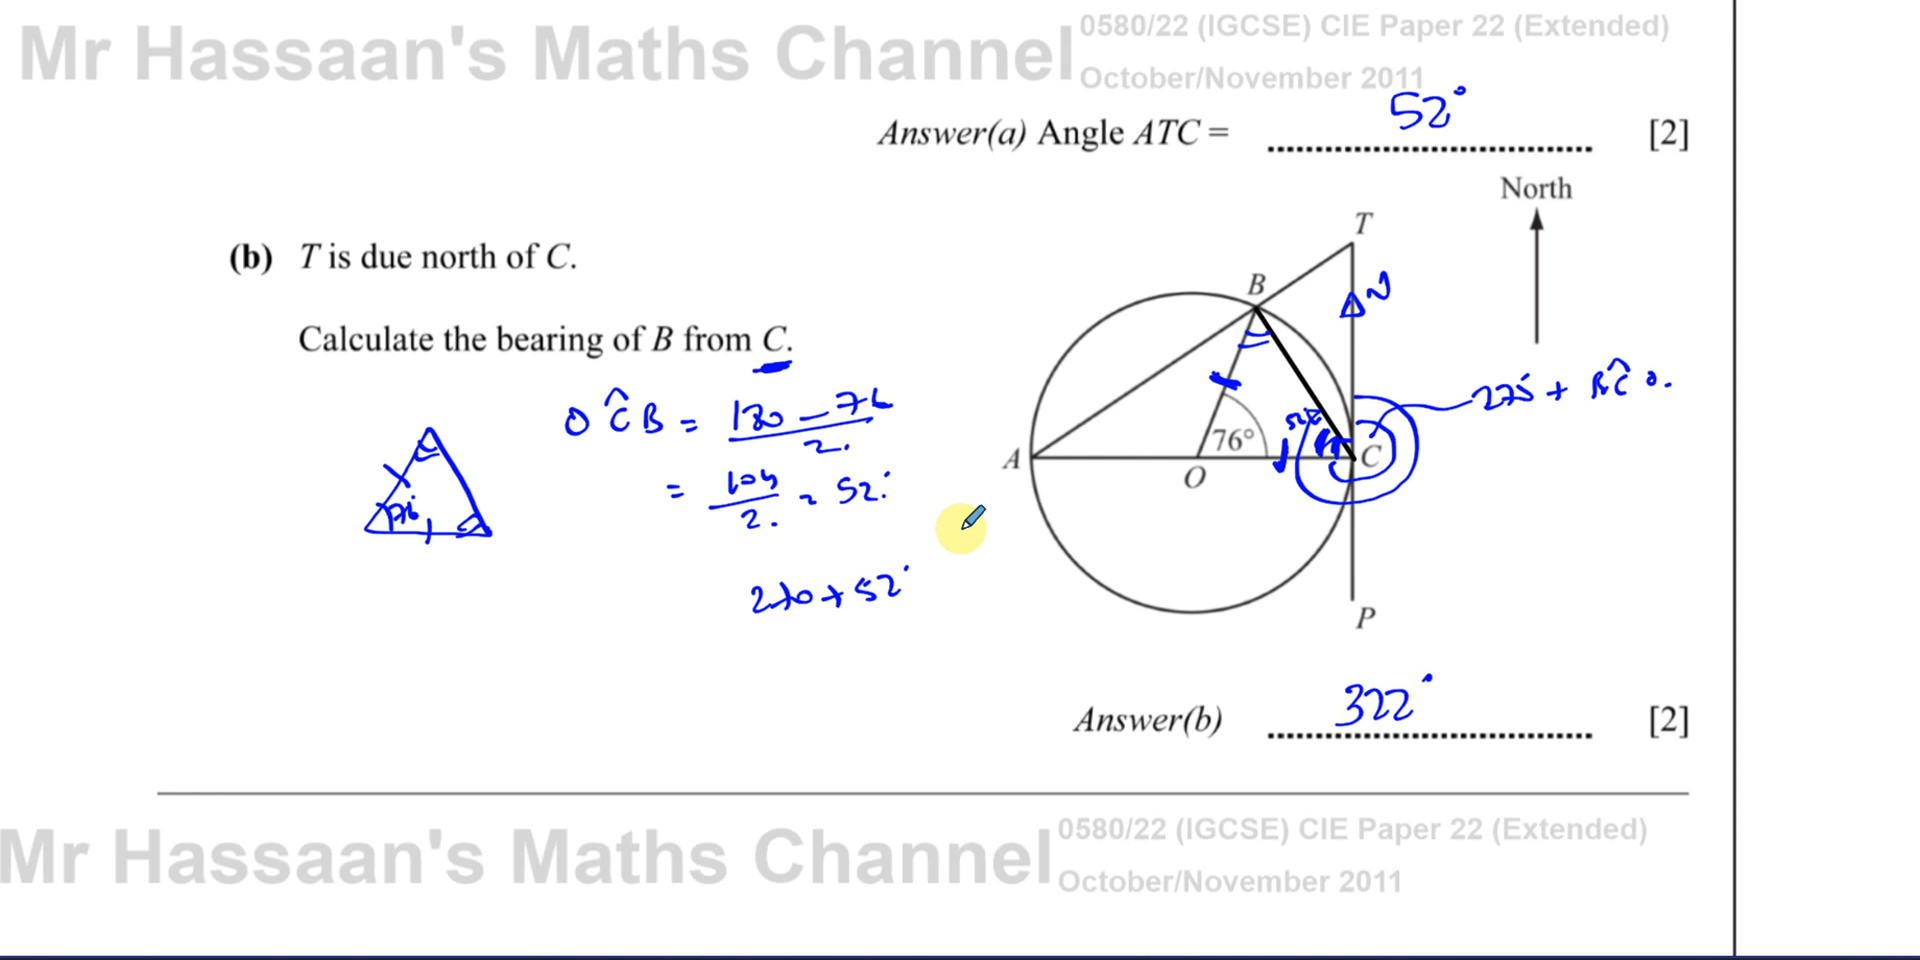 Mr Hassaan's Maths Channel
0580/22 (IGSCE) CIE Paper 22 (Extended)
October/November 2011
52°
Answer(a) Angle ATC = [2]
North
T
(b) T is due north of C.
B
N
Calculate the bearing of B from C.
OĈB = 180 – 76
2.
= 104 = 52°
2.
275 + BĈO.
52°
76°
A
O
C
76
270 + 52°
P
322°
Answer(b) [2]
Mr Hassaan's Maths Channel
0580/22 (IGCSE) CIE Paper 22 (Extended)
October/November 2011